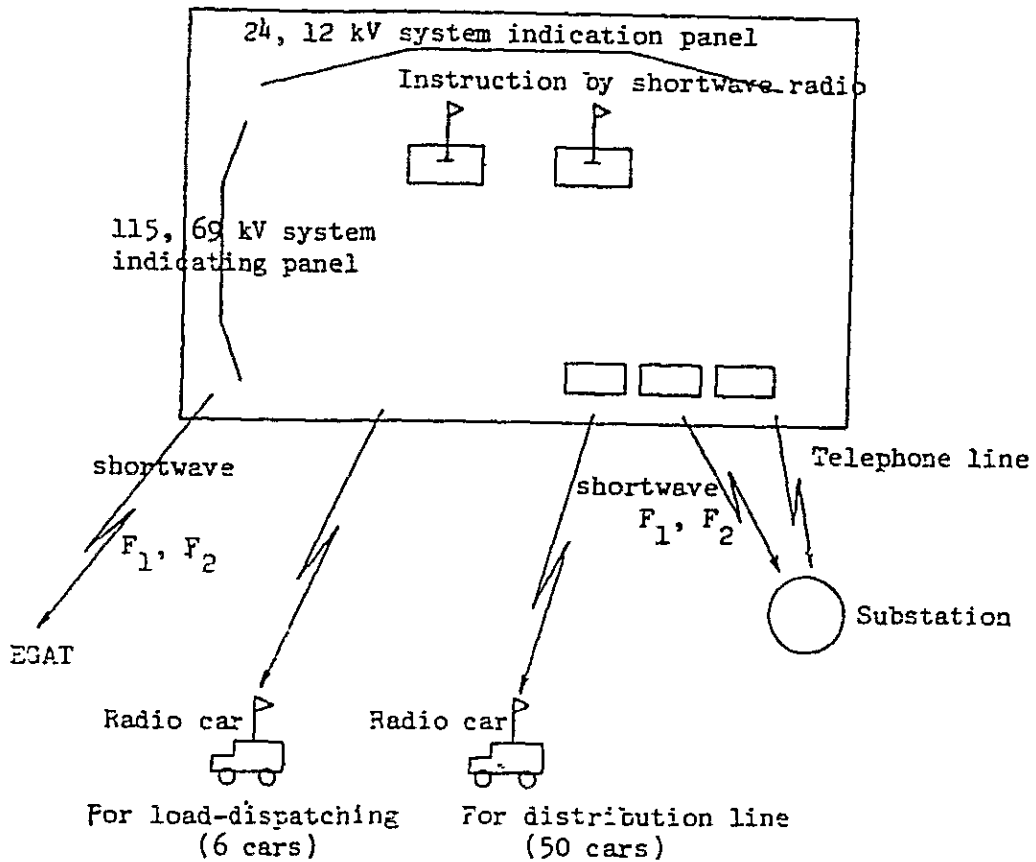 24, 12 kV system indication panel
Instruction by shortwave radio
115, 69 kV system
indicating panel
shortwave
F1, F2
Telephone line
shortwave
F1, F2
Substation
EGAT
Radio car
Radio car
For load-dispatching
(6 cars)
For distribution line
(50 cars)